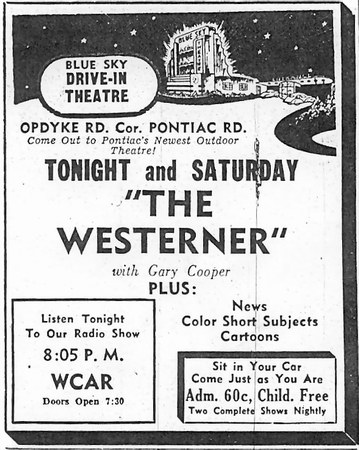 BLUE SKY
BLUE SKY
DRIVE-IN
THEATRE
OPDYKE RD. Cor. PONTIAC RD.
Come Out to Pontiac's Newest Outdoor
Theatre!
TONIGHT and SATURDAY
"THE
WESTERNER"
with Gary Cooper
PLUS:
News
Color Short Subjects
Cartoons
Listen Tonight
To Our Radio Show
8:05 P. M.
WCAR
Doors Open 7:30
Sit in Your Car
Come Just as You Are
Adm. 60c, Child. Free
Two Complete Shows Nightly